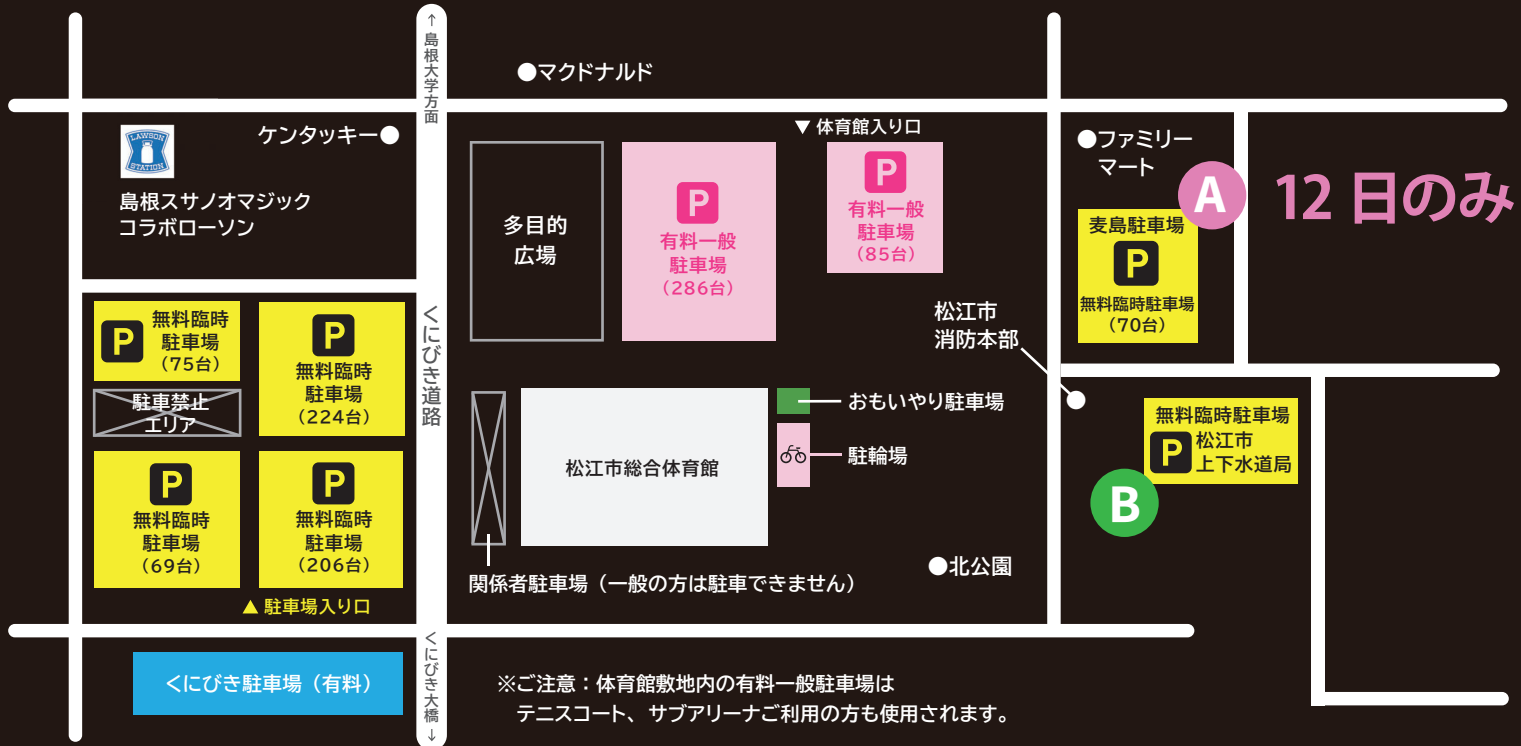 ↑島根大学方面
●マクドナルド
LAWSON
STATION
ケンタッキー●
島根スサノオマジック
コラボローソン
▼ 体育館入り口
●ファミリー
マート
A
12 日のみ
多目的
広場
P
有料一般
駐車場
(286台)
P
有料一般
駐車場
(85台)
麦島駐車場
P
無料臨時駐車場
(70台)
松江市
消防本部
くにびき道路
P
無料臨時
駐車場
(75台)
P
無料臨時
駐車場
(224台)
駐車禁止
エリア
P
無料臨時
駐車場
(69台)
P
無料臨時
駐車場
(206台)
▲ 駐車場入り口
松江市総合体育館
おもいやり駐車場
駐輪場
無料臨時駐車場
P
松江市
上下水道局
B
●北公園
関係者駐車場（一般の方は駐車できません）
くにびき駐車場（有料）
くにびき大橋↓
※ご注意：体育館敷地内の有料一般駐車場は
テニスコート、サブアリーナご利用の方も使用されます。